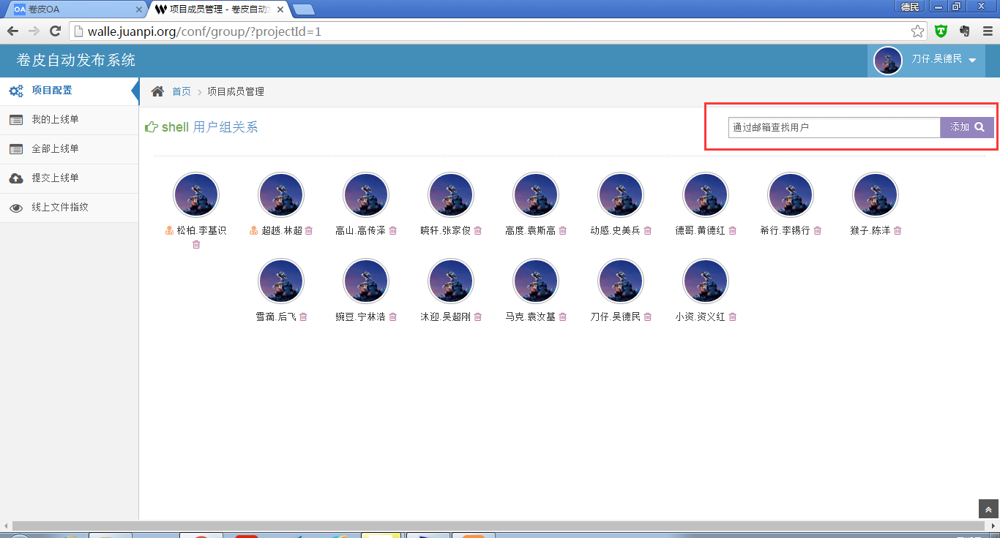 OA 卷皮OA
项目成员管理 - 卷皮自动
德民
walle.juanpi.org/conf/group/?projectId=1
卷皮自动发布系统
刀仔.吴德民
项目配置
首页 项目成员管理
我的上线单
全部上线单
提交上线单
线上文件指纹
shell 用户组关系
通过邮箱查找用户 添加
松柏.李基识 超越.林超 高山.高传泽 晓轩.张家俊 高度.袁斯高 动感.史美兵 德哥.黄德红 希行.李锡行 猴子.陈洋
雪滴.后飞 豌豆.宁林浩 沐迎.吴超刚 马克.袁汝基 刀仔.吴德民 小资.资义红